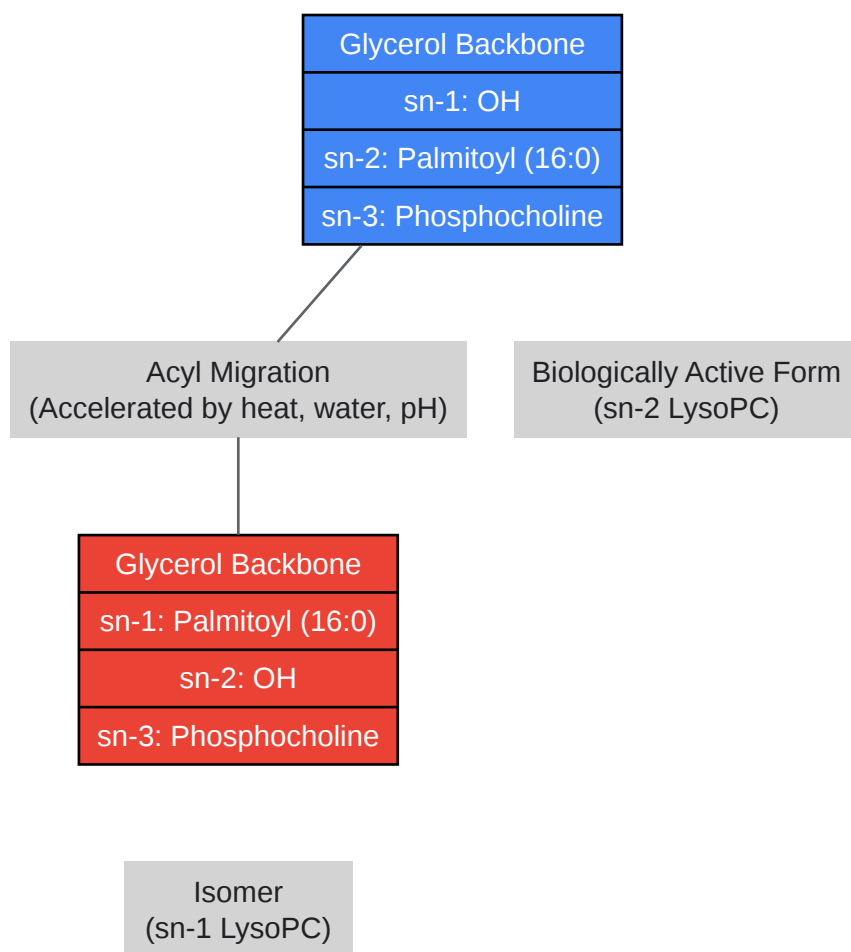 Glycerol Backbone
sn-1: OH
sn-2: Palmitoyl (16:0)
sn-3: Phosphocholine
Acyl Migration
(Accelerated by heat, water, pH)
Biologically Active Form
(sn-2 LysoPC)
Glycerol Backbone
sn-1: Palmitoyl (16:0)
sn-2: OH
sn-3: Phosphocholine
Isomer
(sn-1 LysoPC)